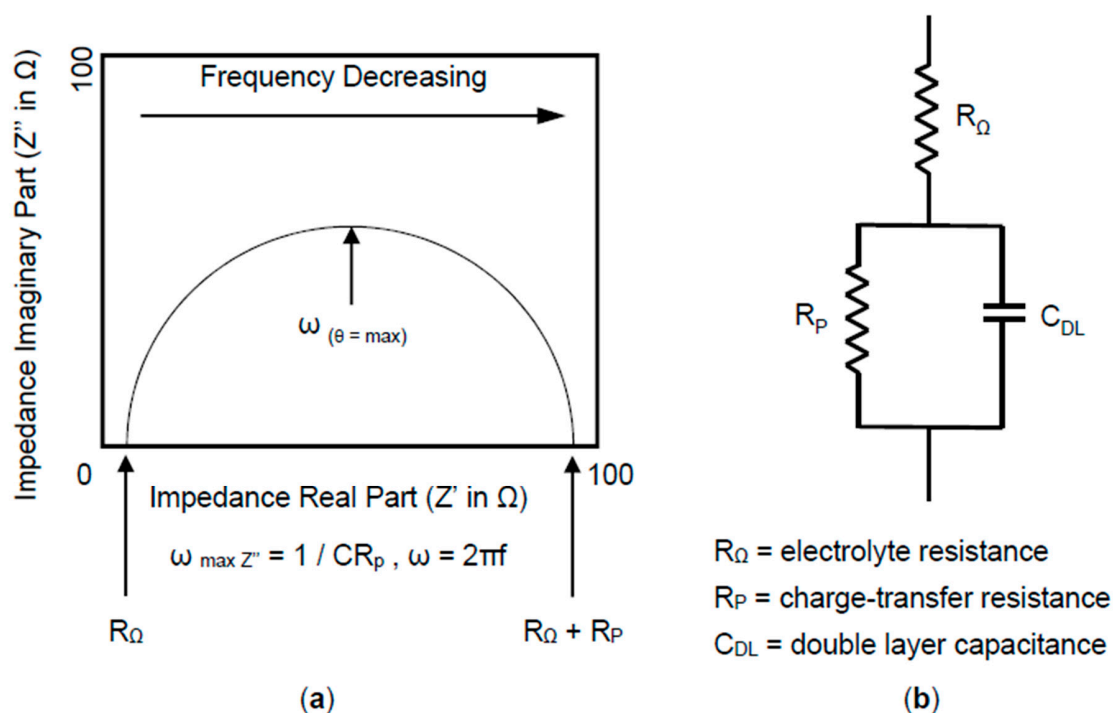 Impedance Imaginary Part (Z″ in Ω)
100
Frequency Decreasing
ω (θ = max)
0
100
Impedance Real Part (Z' in Ω)
ω max Z″ = 1 / CRp , ω = 2πf
RΩ
RΩ + RP
(a)
RΩ
RP
CDL
RΩ = electrolyte resistance
RP = charge-transfer resistance
CDL = double layer capacitance
(b)